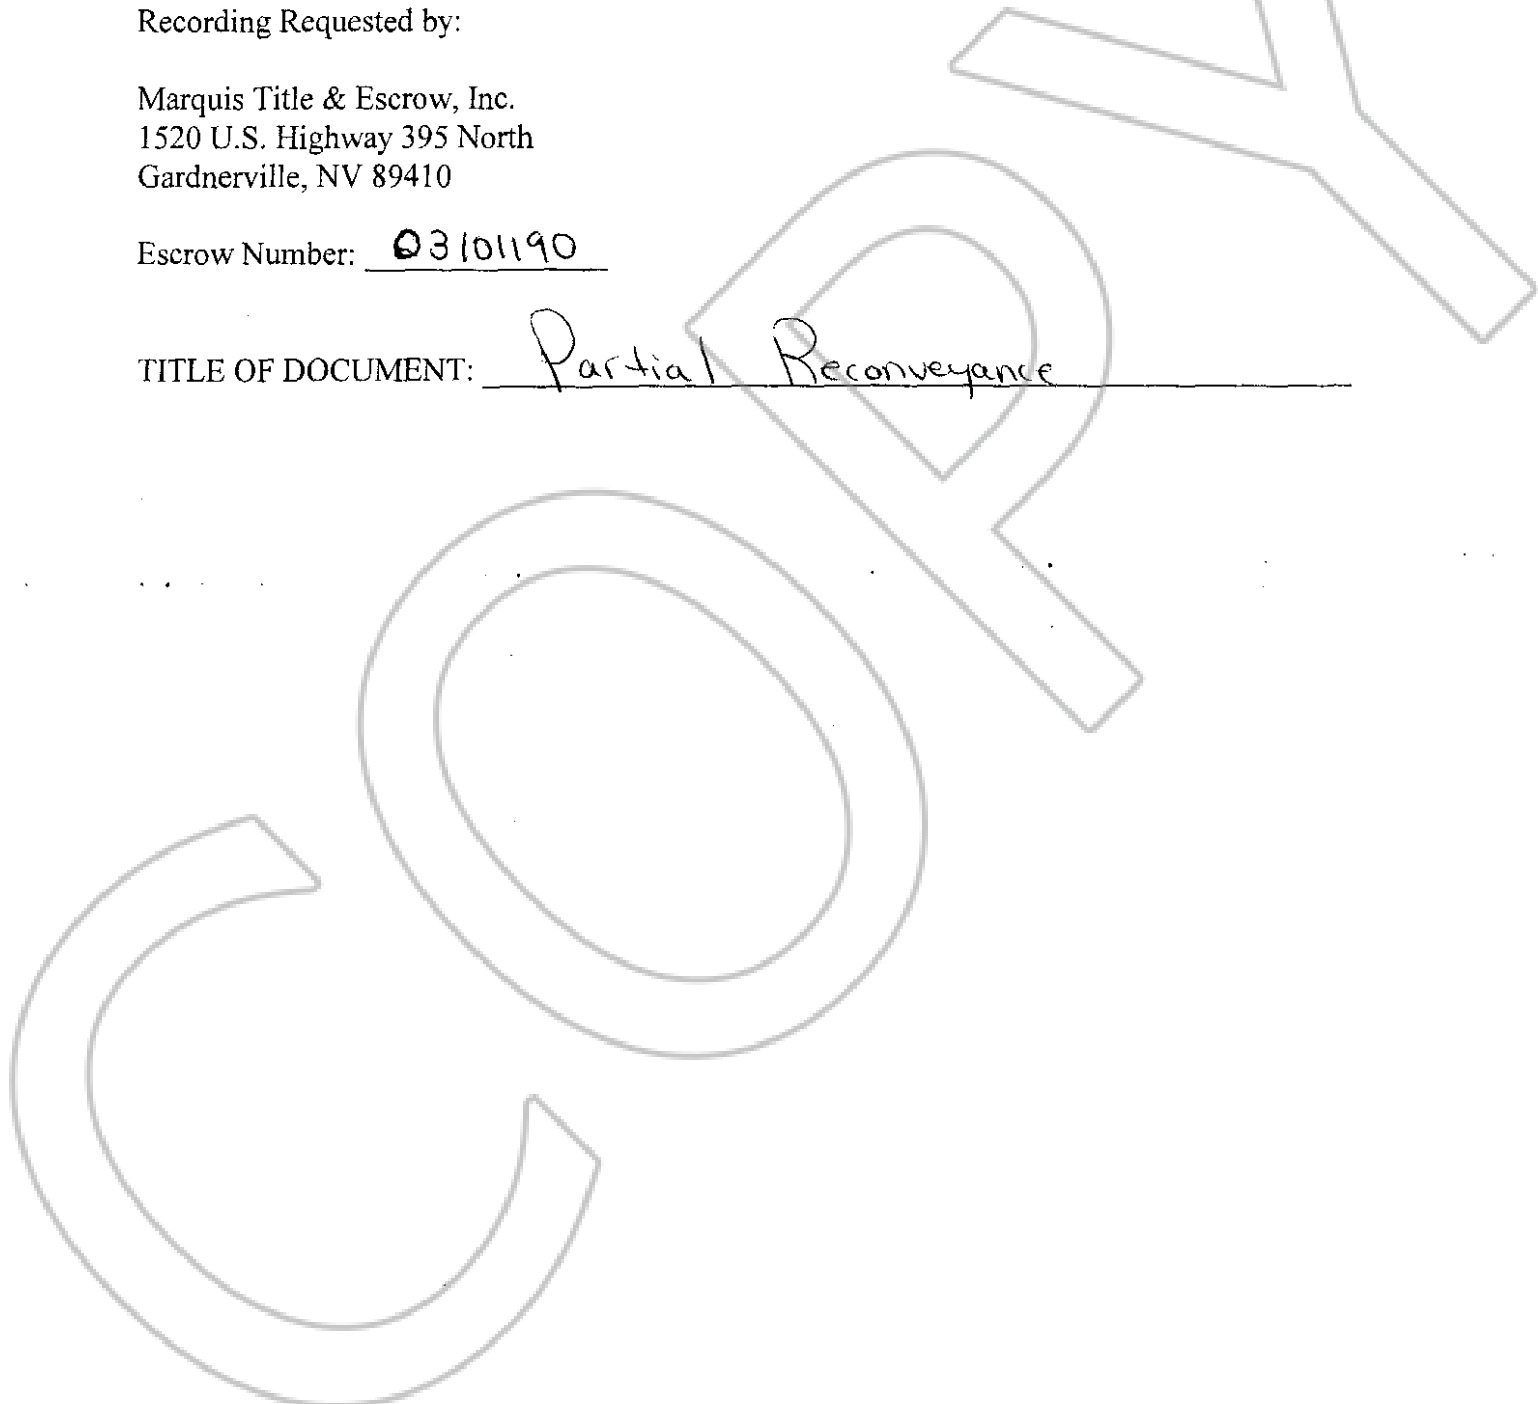 Recording Requested by:
Marquis Title & Escrow, Inc.
1520 U.S. Highway 395 North
Gardnerville, NV 89410
Escrow Number: 03101190
TITLE OF DOCUMENT: Partial Reconveyance
COPY